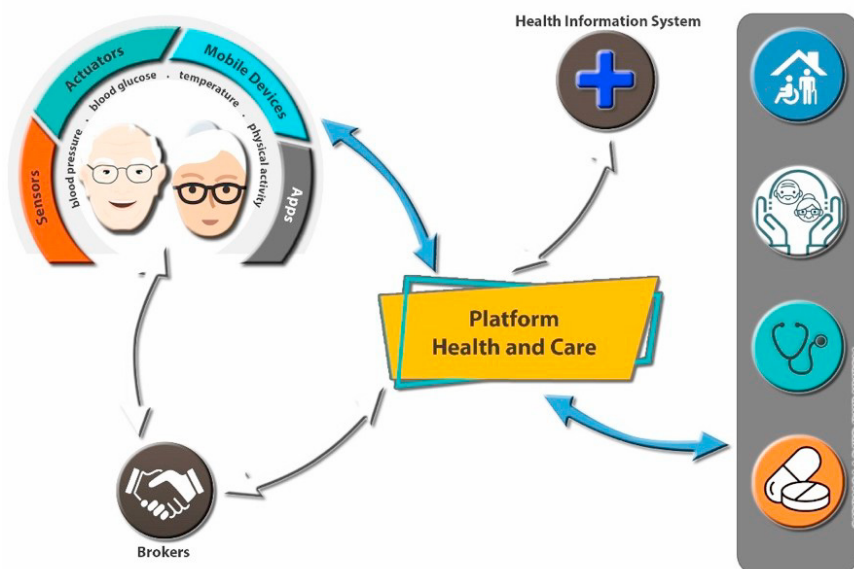 Health Information System
Actuators
Mobile Devices
Sensors
Apps
blood pressure · blood glucose · temperature · physical activity
Platform
Health and Care
Brokers